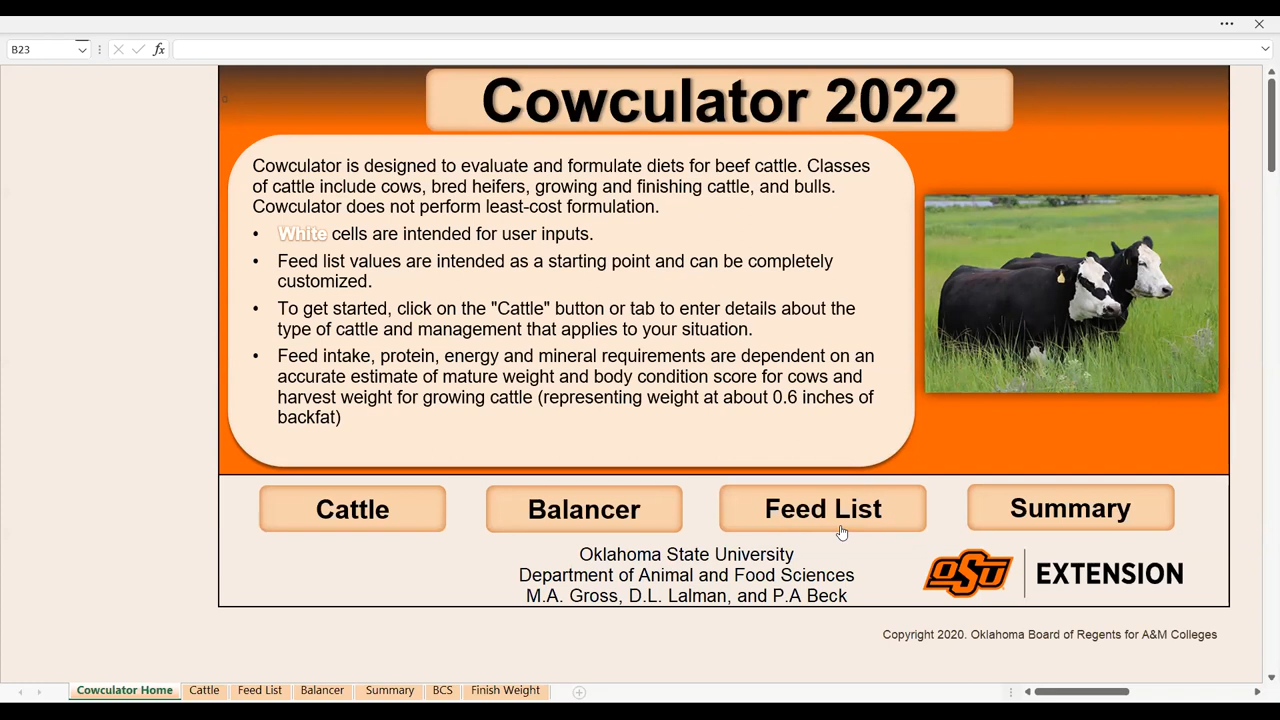 B23
fx
Cowculator 2022
Cowculator is designed to evaluate and formulate diets for beef cattle. Classes
of cattle include cows, bred heifers, growing and finishing cattle, and bulls.
Cowculator does not perform least-cost formulation.
• White cells are intended for user inputs.
• Feed list values are intended as a starting point and can be completely
customized.
• To get started, click on the "Cattle" button or tab to enter details about the
type of cattle and management that applies to your situation.
• Feed intake, protein, energy and mineral requirements are dependent on an
accurate estimate of mature weight and body condition score for cows and
harvest weight for growing cattle (representing weight at about 0.6 inches of
backfat)
Cattle Balancer Feed List Summary
Oklahoma State University
Department of Animal and Food Sciences
M.A. Gross, D.L. Lalman, and P.A Beck
OSU EXTENSION
Copyright 2020. Oklahoma Board of Regents for A&M Colleges
Cowculator Home Cattle Feed List Balancer Summary BCS Finish Weight